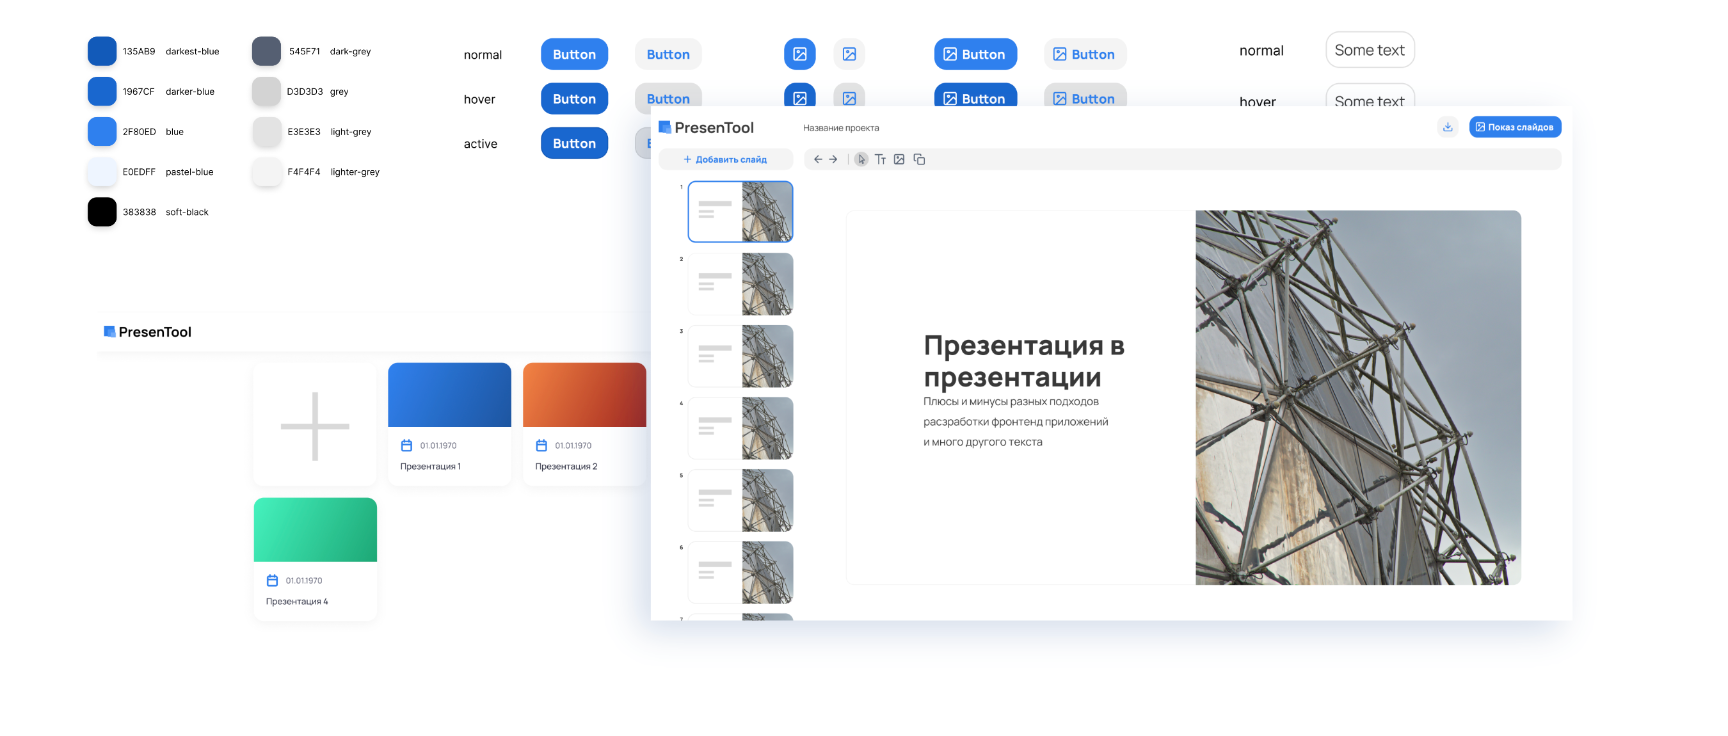 135AB9 darkest-blue
545F71 dark-grey
1967CF darker-blue
D3D3D3 grey
2F80ED blue
E3E3E3 light-grey
E0EDFF pastel-blue
F4F4F4 lighter-grey
383838 soft-black
normal
Button
Button
Button
Button
hover
Button
Button
Button
Button
active
Button
normal
Some text
hover
Some text
PresenTool
Презентация 1
01.01.1970
Презентация 2
01.01.1970
01.01.1970
Презентация 4
PresenTool
Название проекта
Показ слайдов
+ Добавить слайд
Tт
1
2
3
4
5
6
7
Презентация в
презентации
Плюсы и минусы разных подходов
расзработки фронтенд приложений
и много другого текста